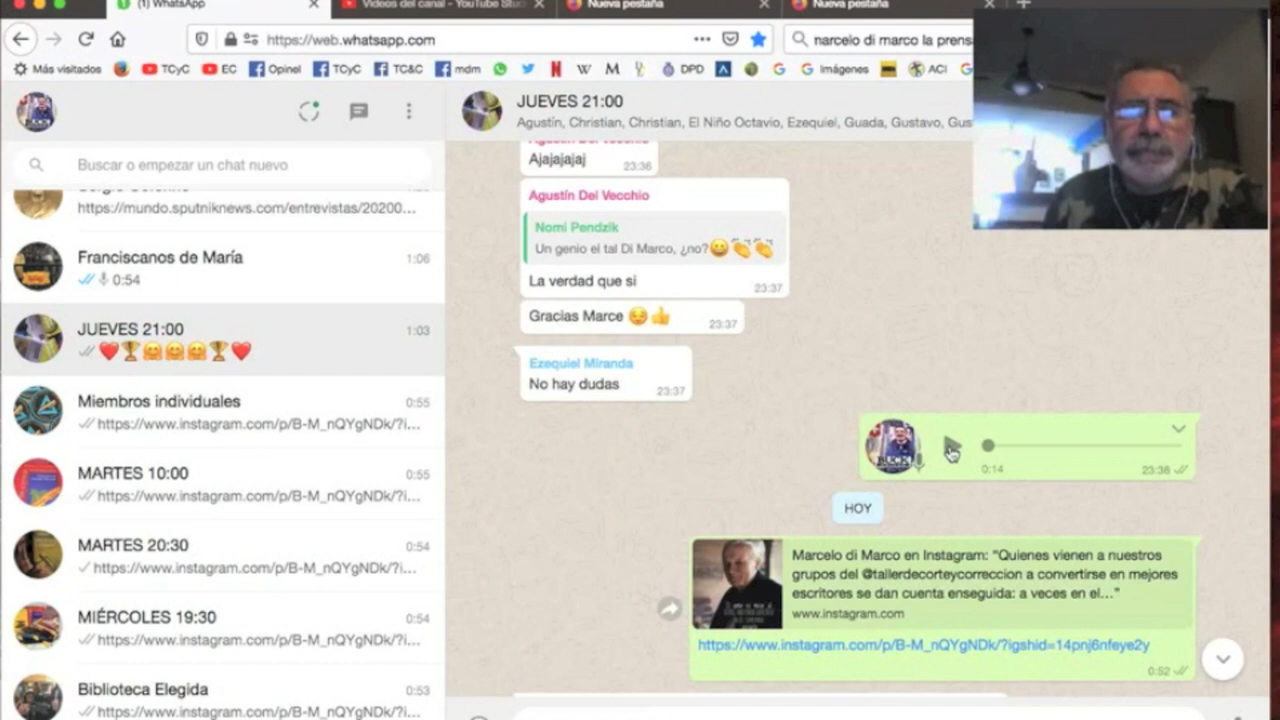 (1) WhatsApp
Videos del canal - YouTube Stu
Nueva pestaña
Nueva pestaña
https://web.whatsapp.com
marcelo di marco la prens
Más visitados
TCyC
EC
Opinel
TCyC
TC&C
mdm
DPD
Imágenes
ACI
JUEVES 21:00
Agustín, Christian, Christian, El Niño Octavio, Ezequiel, Guada, Gustavo, Gus
Buscar o empezar un chat nuevo
https://mundo.sputniknews.com/entrevistas/20200...
Franciscanos de María
1:06
0:54
JUEVES 21:00
1:03
❤️🏆🤗🤗🤗🏆❤️
Miembros individuales
0:55
https://www.instagram.com/p/B-M_nQYgNDk/?i...
MARTES 10:00
0:55
https://www.instagram.com/p/B-M_nQYgNDk/?i...
MARTES 20:30
0:54
https://www.instagram.com/p/B-M_nQYgNDk/?i...
MIÉRCOLES 19:30
0:54
https://www.instagram.com/p/B-M_nQYgNDk/?i...
Biblioteca Elegida
0:53
https://www.instagram.com/p/B-M_nQYgNDk/?i...
Agustín Del Vecchio
Ajajajajaj
23:36
Agustín Del Vecchio
Nomi Pendzik
Un genio el tal Di Marco, ¿no?😀👏👏
La verdad que si
23:37
Gracias Marce 😌👍
23:37
Ezequiel Miranda
No hay dudas
23:37
0:14
23:38
HOY
Marcelo di Marco en Instagram: “Quienes vienen a nuestros
grupos del @tallerdecorteycorreccion a convertirse en mejores
escritores se dan cuenta enseguida: a veces en el...”
www.instagram.com
https://www.instagram.com/p/B-M_nQYgNDk/?igshid=14pnj6nfeye2y
0:52